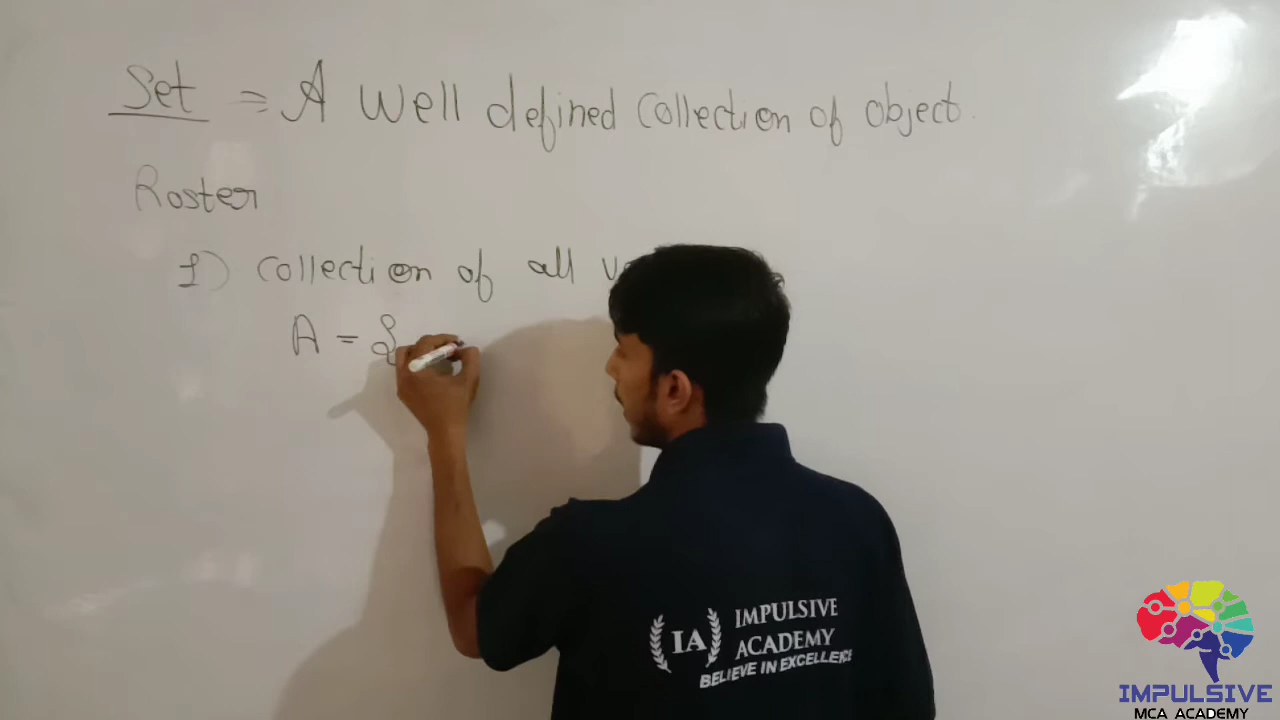 Set = A Well defined Collection of object.
Roster
1) Collection of all
A = {
IA IMPULSIVE
ACADEMY
BELIEVE IN EXCELLENCE
IMPULSIVE
MCA ACADEMY